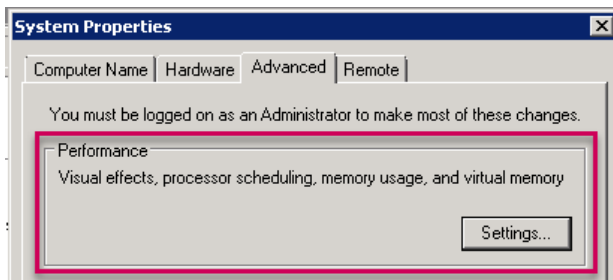 System Properties
Computer Name Hardware Advanced Remote
You must be logged on as an Administrator to make most of these changes.
Performance
Visual effects, processor scheduling, memory usage, and virtual memory
Settings...